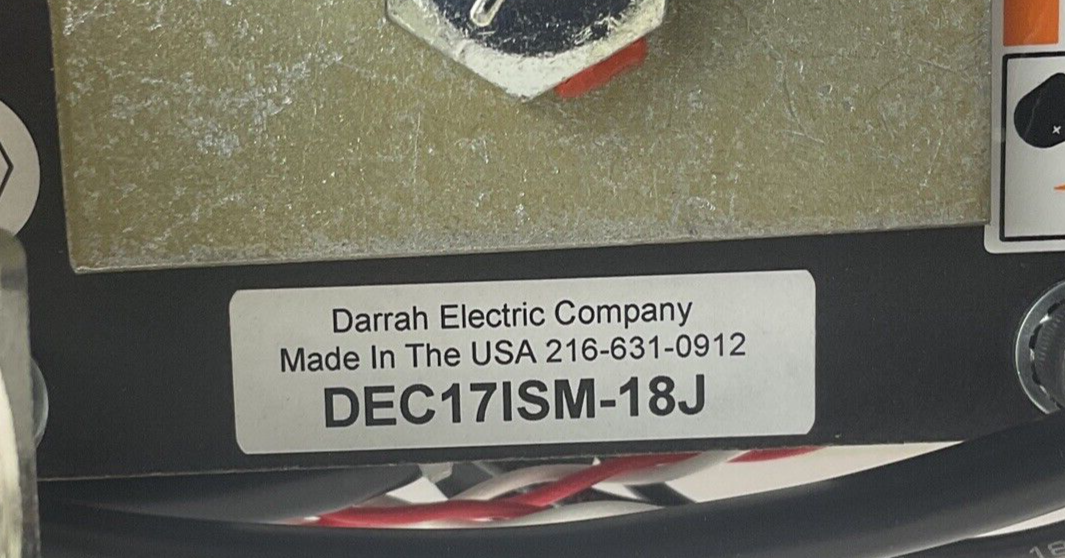 Darrah Electric Company
Made In The USA 216-631-0912
DEC17ISM-18J